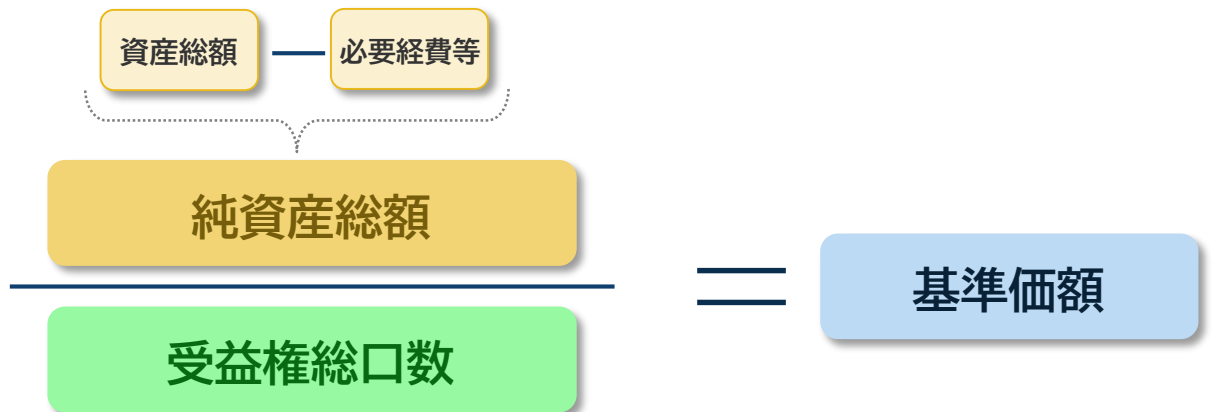 資産総額 — 必要経費等
純資産総額
受益権総口数
= 基準価額